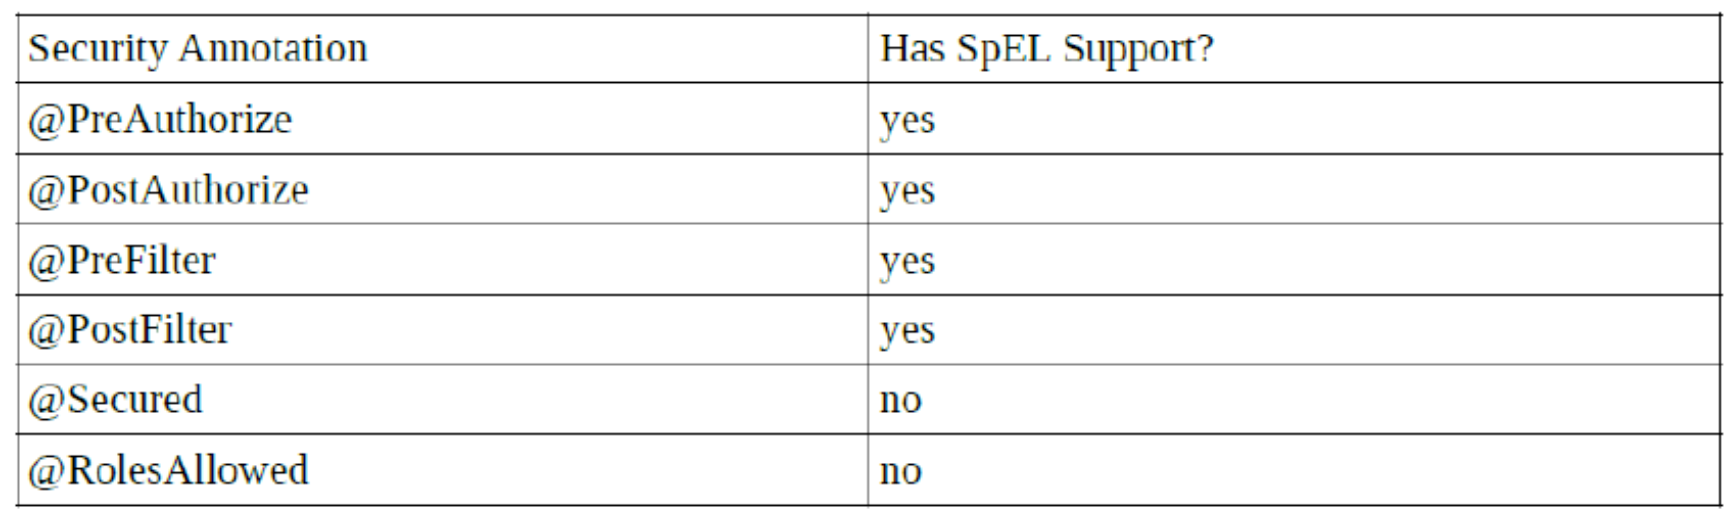 Security Annotation Has SpEL Support?
@PreAuthorize yes
@PostAuthorize yes
@PreFilter yes
@PostFilter yes
@Secured no
@RolesAllowed no